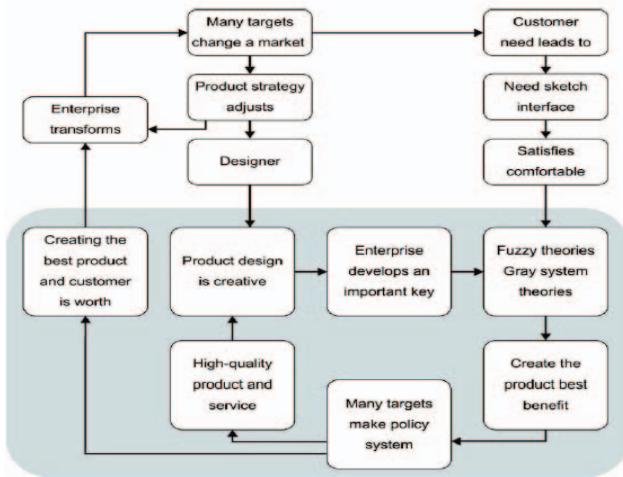 Many targets
change a market
Customer
need leads to
Product strategy
adjusts
Need sketch
interface
Enterprise
transforms
Designer
Satisfies
comfortable
Creating the
best product
and customer
is worth
Product design
is creative
Enterprise
develops an
important key
Fuzzy theories
Gray system
theories
High-quality
product and
service
Many targets
make policy
system
Create the
product best
benefit